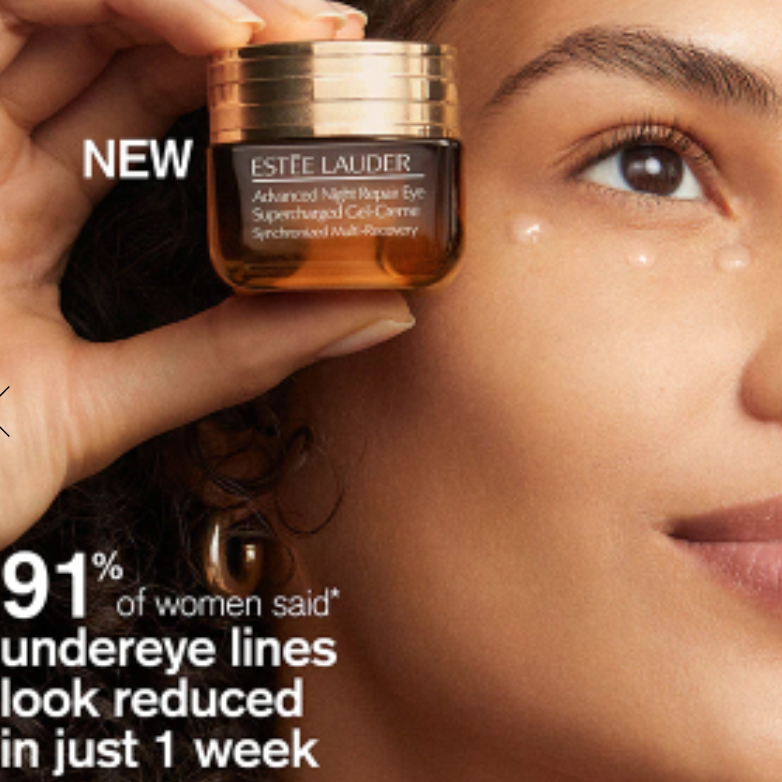 NEW
ESTĒE LAUDER
Advanced Night Repair Eye
Supercharged Gel-Creme
Synchronized Multi-Recovery
91%
of women said*
undereye lines
look reduced
in just 1 week